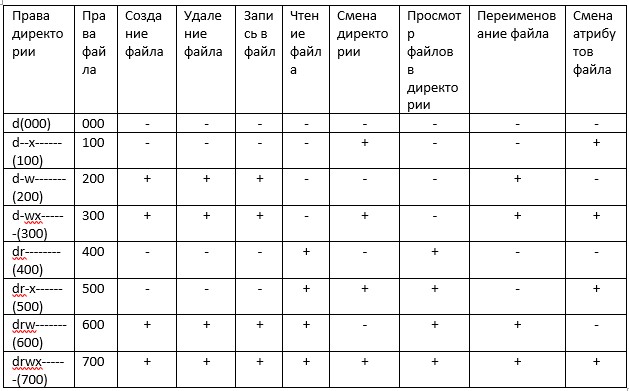 Права директории Права файла Создание файла Удаление файла Запись в файл Чтение файла Смена директории Просмотр файлов в директории Переименование файла Смена атрибутов файла
d(000) 000 - - - - - - - -
d--x------ (100) 100 - - - - + - - +
d-w------- (200) 200 + + + - - - + -
d-wx------(300) 300 + + + - + - + +
dr-------- (400) 400 - - - + - + - -
dr-x------ (500) 500 - - - + + + - +
drw------- (600) 600 + + + + - + + -
drwx------(700) 700 + + + + + + + +